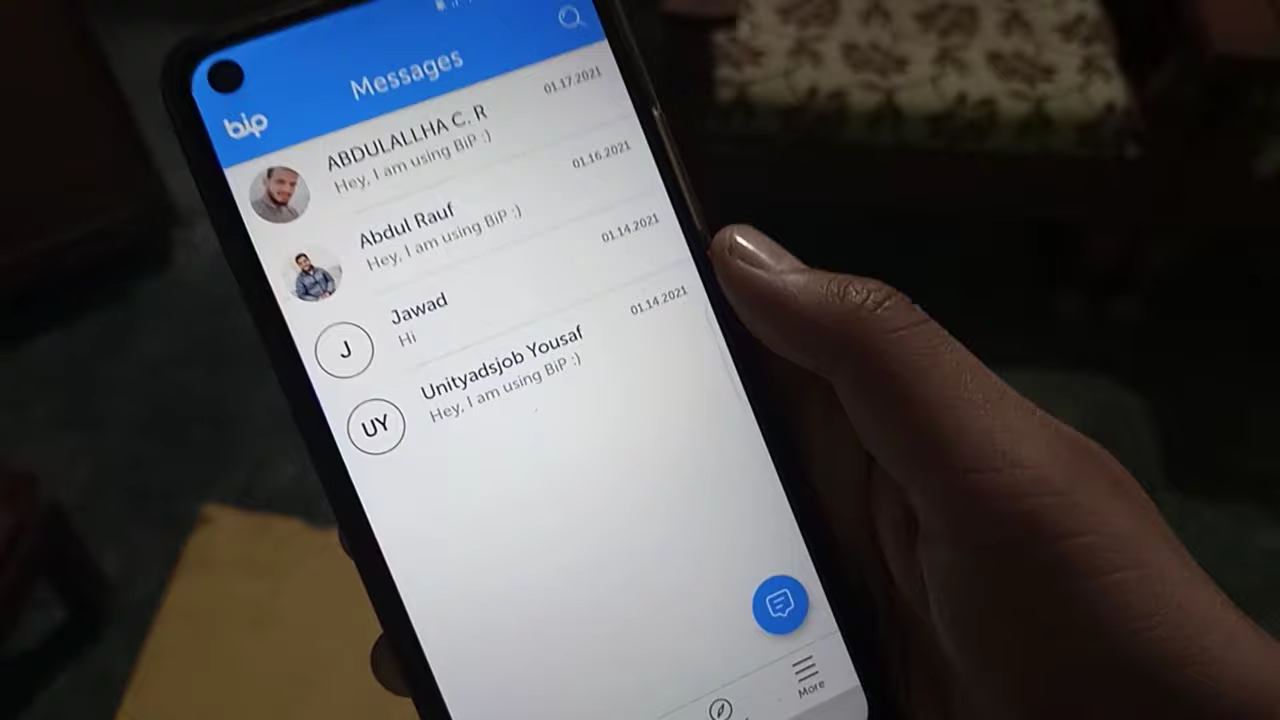 bip
Messages
ABDULALLHA C. R
01.17.2021
Hey, I am using BiP :)
Abdul Rauf
01.16.2021
Hey, I am using BiP :)
J
Jawad
01.14.2021
Hi
UY
Unityadsjob Yousaf
01.14.2021
Hey, I am using BiP :)
More